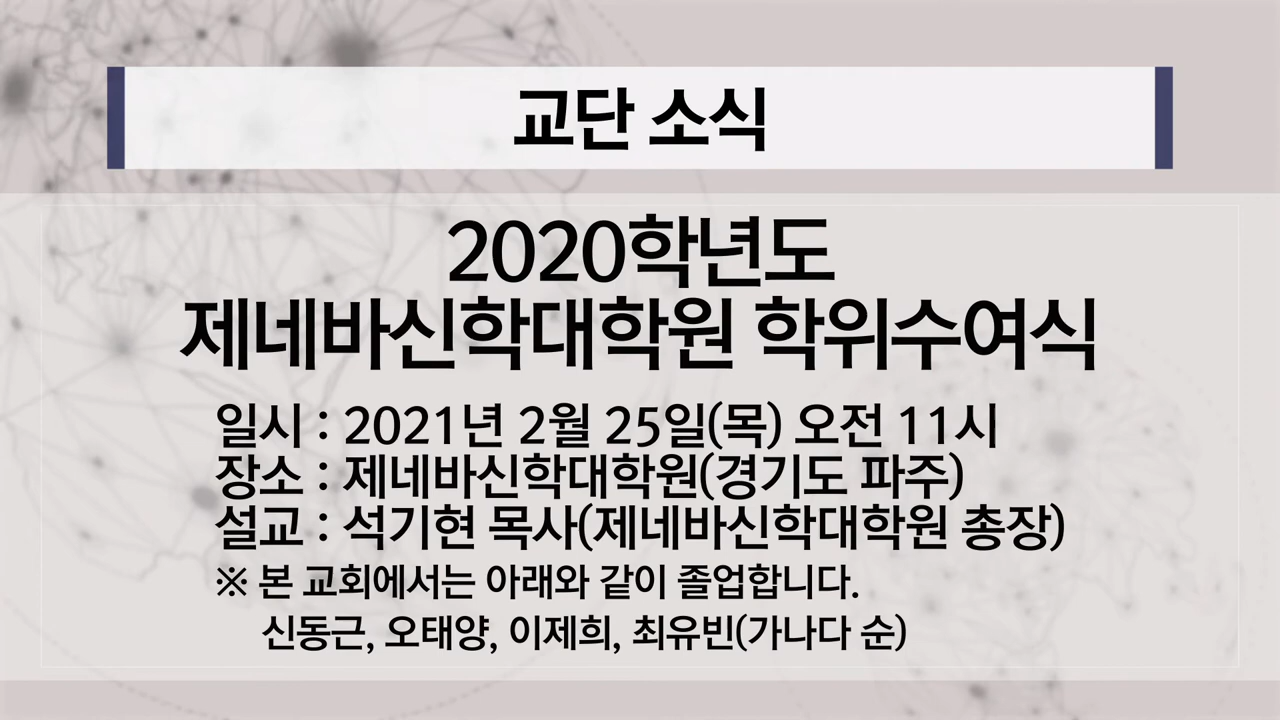 교단 소식
2020학년도
제네바신학대학원 학위수여식
일시 : 2021년 2월 25일(목) 오전 11시
장소 : 제네바신학대학원(경기도 파주)
설교 : 석기현 목사(제네바신학대학원 총장)
※ 본 교회에서는 아래와 같이 졸업합니다.
신동근, 오태양, 이제희, 최유빈(가나다 순)